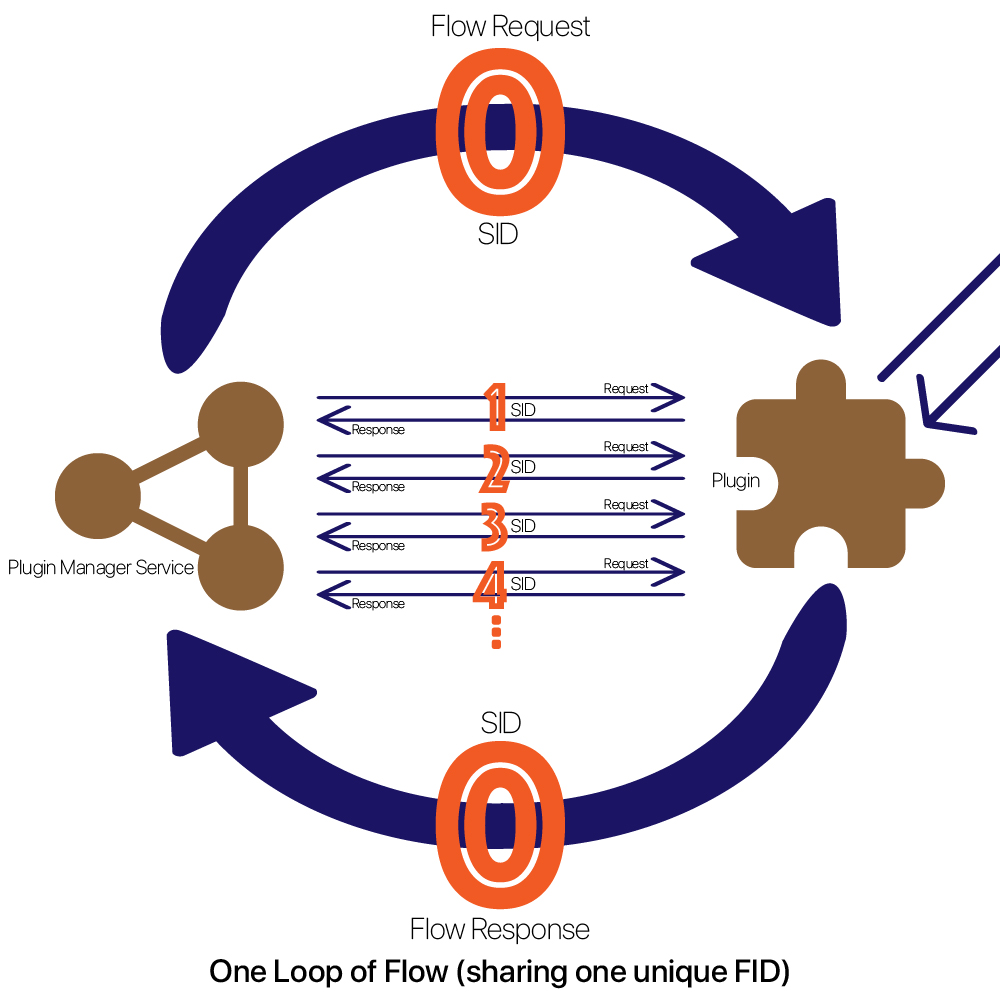 Flow Request
0
SID
Request
1 SID
Response
Request
2 SID
Response
Plugin
Request
3 SID
Response
Request
Plugin Manager Service
4 SID
Response
SID
0
Flow Response
One Loop of Flow (sharing one unique FID)